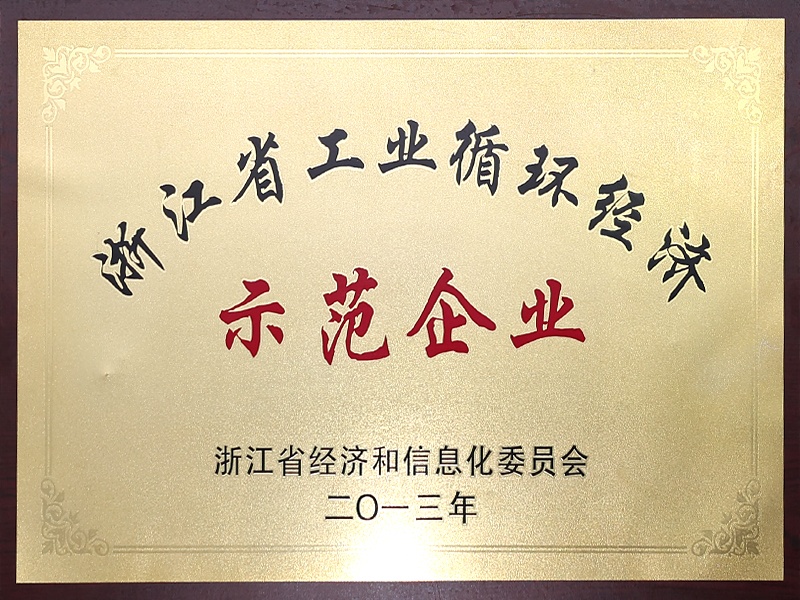 浙江省工业循环经济
示范企业
浙江省经济和信息化委员会
二〇一三年